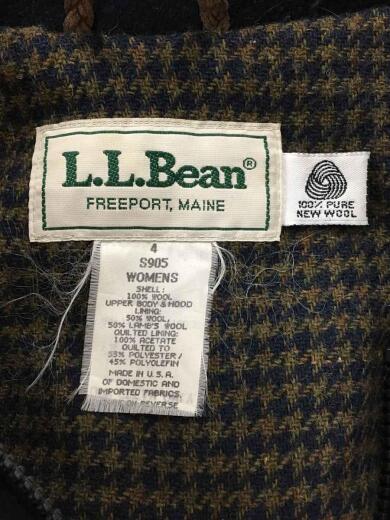 L.L.Bean®
FREEPORT, MAINE
100% PURE
NEW WOOL
4
S905
WOMENS
SHELL:
100% WOOL
UPPER BODY & HOOD
LINING:
50% WOOL,
50% LAMB'S WOOL
QUILTED LINING:
100% ACETATE
QUILTED TO
55% POLYESTER/
45% POLYOLEFIN
MADE IN U.S.A.
OF DOMESTIC AND
IMPORTED FABRICS.
ON REVERSE